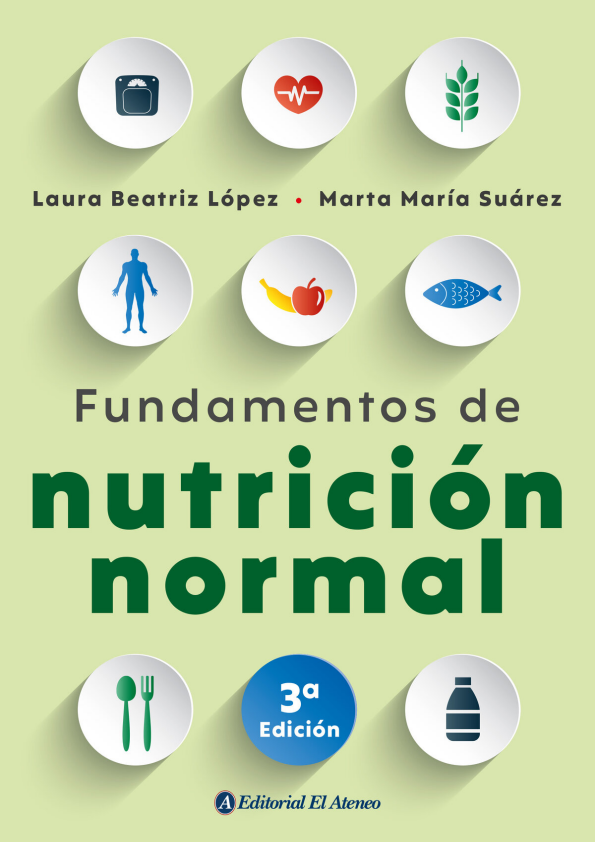 Laura Beatriz López • Marta María Suárez
Fundamentos de
nutrición
normal
3ª
Edición
A Editorial El Ateneo